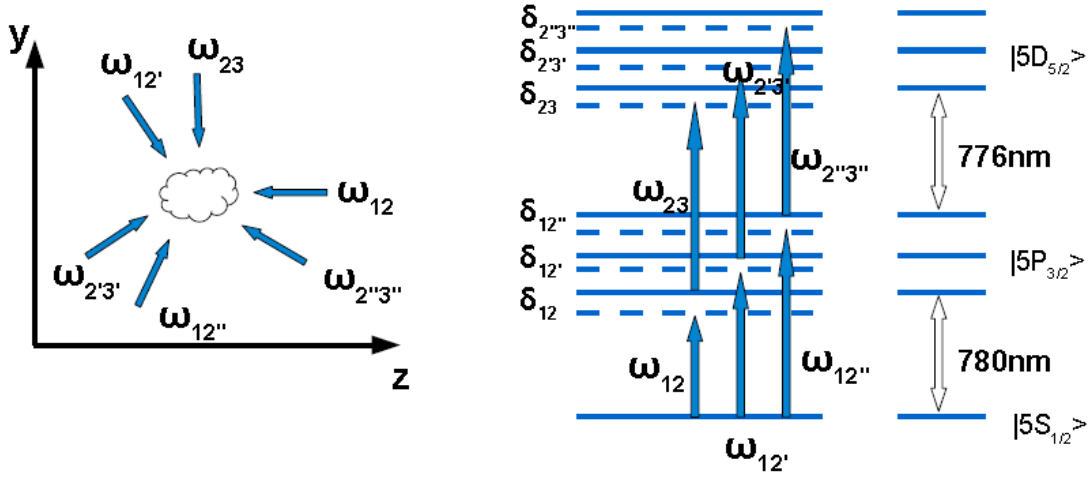 y
ω₁₂'
ω₂₃
ω₁₂
ω₂'₃'
ω₁₂''
ω₂''₃''
z
δ₂''₃''
δ₂'₃'
δ₂₃
δ₁₂''
δ₁₂'
δ₁₂
ω₂'₃'
ω₂''₃''
ω₂₃
ω₁₂
ω₁₂''
ω₁₂'
|5D₅/₂>
776nm
|5P₃/₂>
780nm
|5S₁/₂>